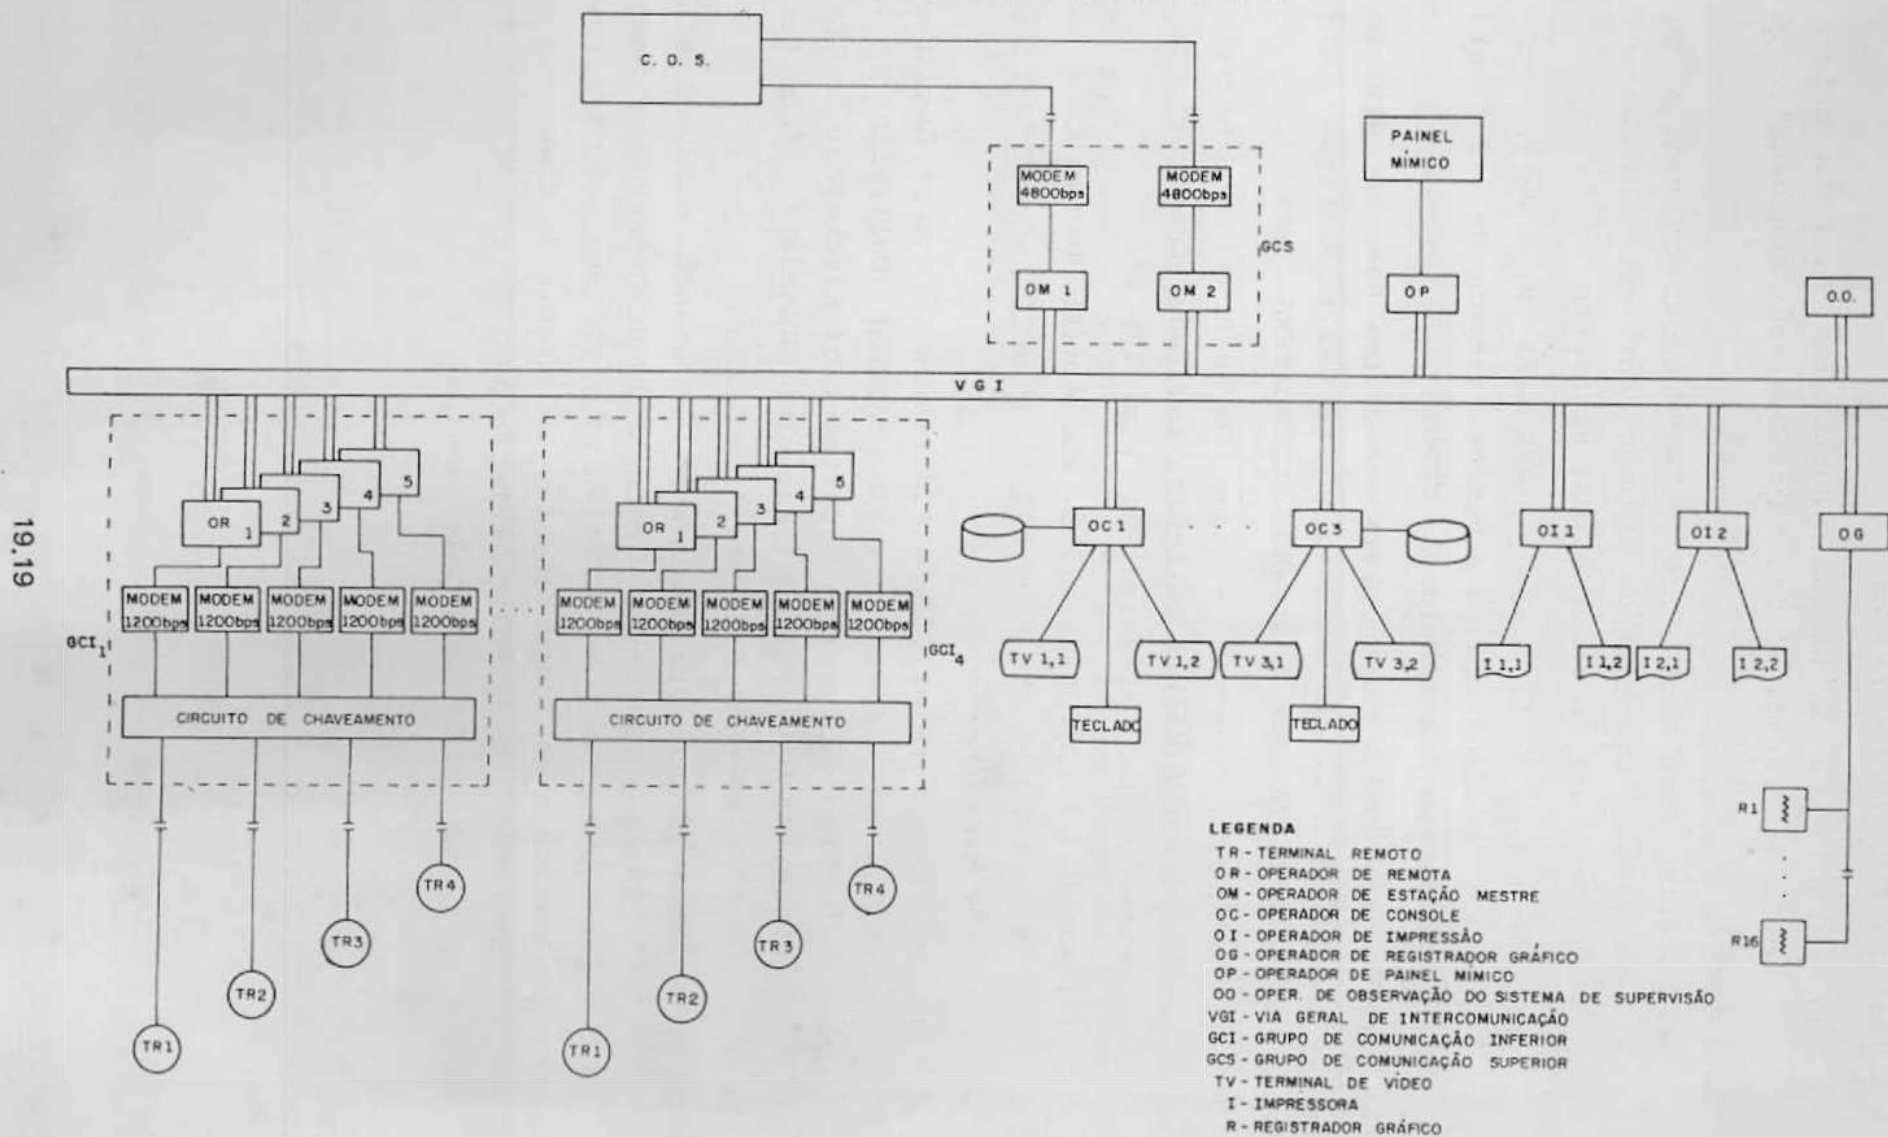 C. O. S.
PAINEL
MÍMICO
MODEM
4800bps
MODEM
4800bps
GCS
OM 1
OM 2
OP
O.O.
V G I
OR 1
2
3
4
5
OR 1
2
3
4
5
OC 1
. . . .
OC 3
OI 1
OI 2
OG
MODEM
1200bps
MODEM
1200bps
MODEM
1200bps
MODEM
1200bps
MODEM
1200bps
. . . .
MODEM
1200bps
MODEM
1200bps
MODEM
1200bps
MODEM
1200bps
MODEM
1200bps
GCI1
GCI4
TV 1,1
TV 1,2
TV 3,1
TV 3,2
I 1,1
I 1,2
I 2,1
I 2,2
CIRCUITO DE CHAVEAMENTO
CIRCUITO DE CHAVEAMENTO
TECLADO
TECLADO
R1
R16
TR4
TR3
TR2
TR1
TR4
TR3
TR2
TR1
LEGENDA
TR - TERMINAL REMOTO
OR - OPERADOR DE REMOTA
OM - OPERADOR DE ESTAÇÃO MESTRE
OC - OPERADOR DE CONSOLE
OI - OPERADOR DE IMPRESSÃO
OG - OPERADOR DE REGISTRADOR GRÁFICO
OP - OPERADOR DE PAINEL MÍMICO
OO - OPER. DE OBSERVAÇÃO DO SISTEMA DE SUPERVISÃO
VGI - VIA GERAL DE INTERCOMUNICAÇÃO
GCI - GRUPO DE COMUNICAÇÃO INFERIOR
GCS - GRUPO DE COMUNICAÇÃO SUPERIOR
TV - TERMINAL DE VÍDEO
I - IMPRESSORA
R - REGISTRADOR GRÁFICO
19.19